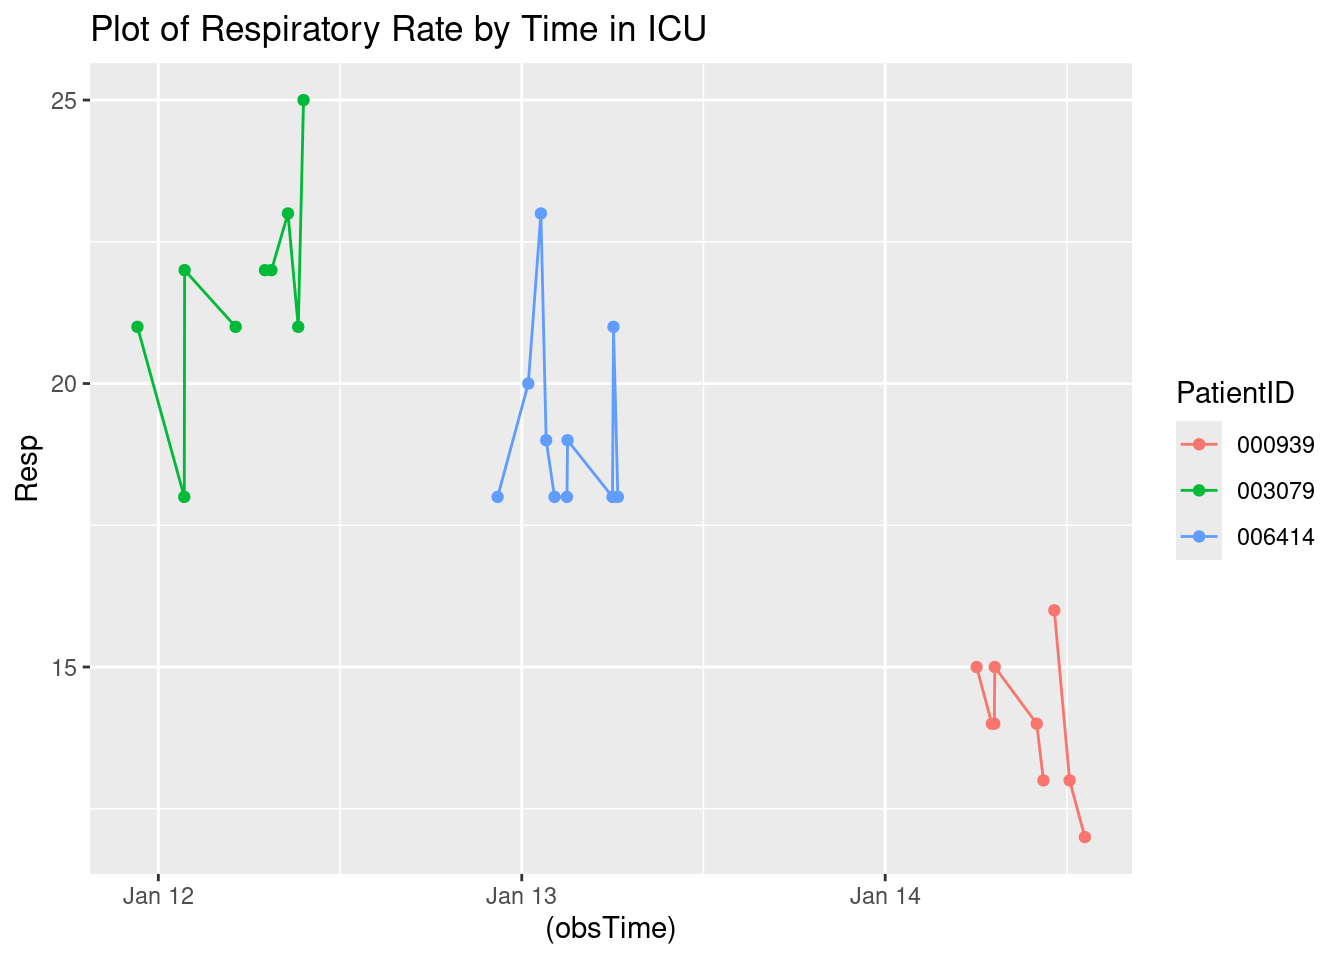 Plot of Respiratory Rate by Time in ICU
25
20
15
Resp
Jan 12
Jan 13
Jan 14
(obsTime)
PatientID
000939
003079
006414